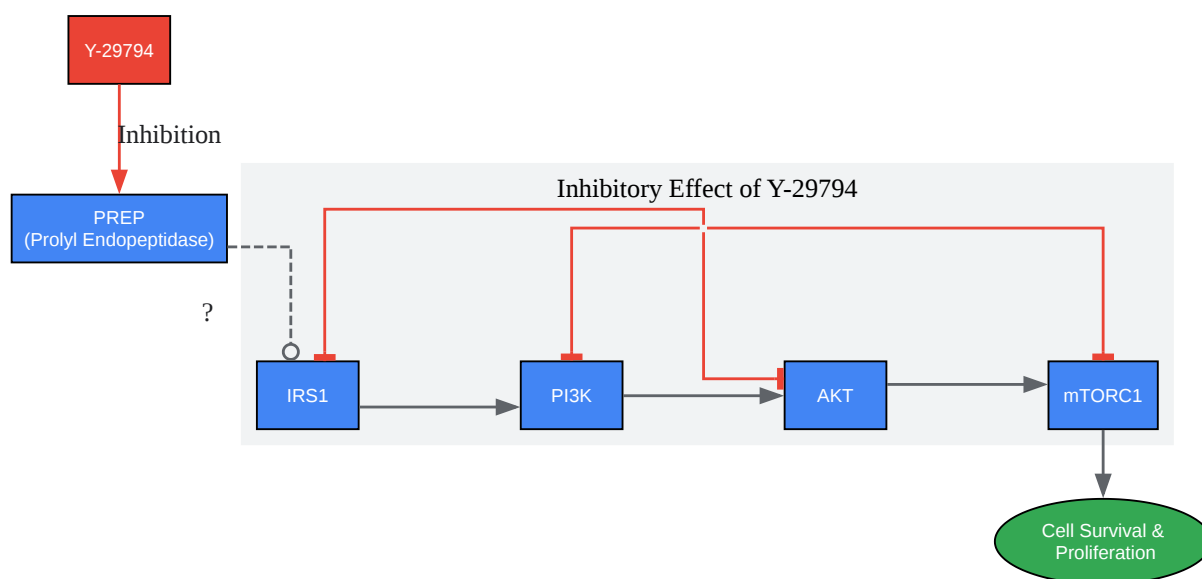 Y-29794
Inhibition
PREP
(Prolyl Endopeptidase)
?
Inhibitory Effect of Y-29794
IRS1
PI3K
AKT
mTORC1
Cell Survival &
Proliferation